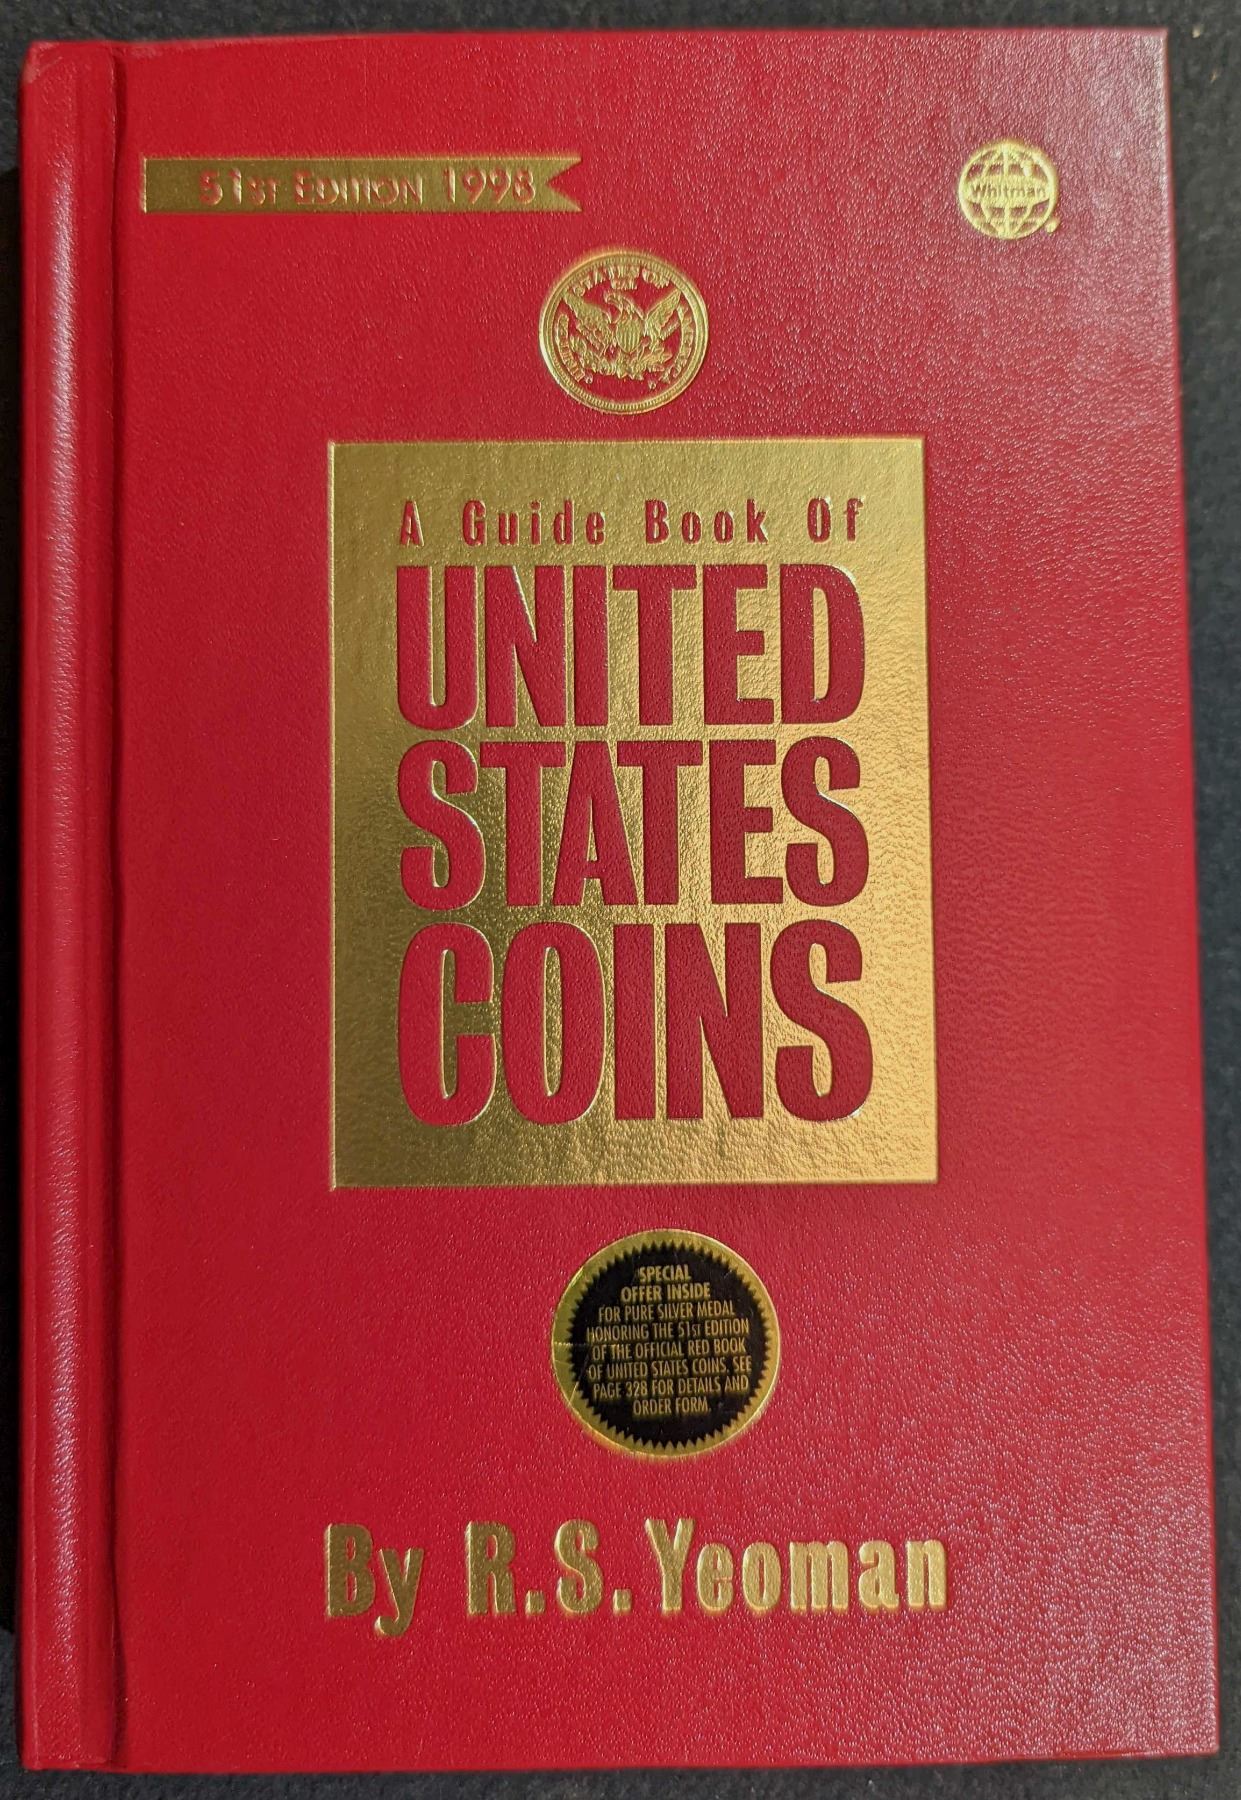 51st Edition 1998
Whitman
STATES OF
A Guide Book Of
UNITED
STATES
COINS
SPECIAL
OFFER INSIDE
FOR PURE SILVER MEDAL
HONORING THE 51ST EDITION
OF THE OFFICIAL RED BOOK
OF UNITED STATES COINS, SEE
PAGE 328 FOR DETAILS AND
ORDER FORM.
By R.S. Yeoman